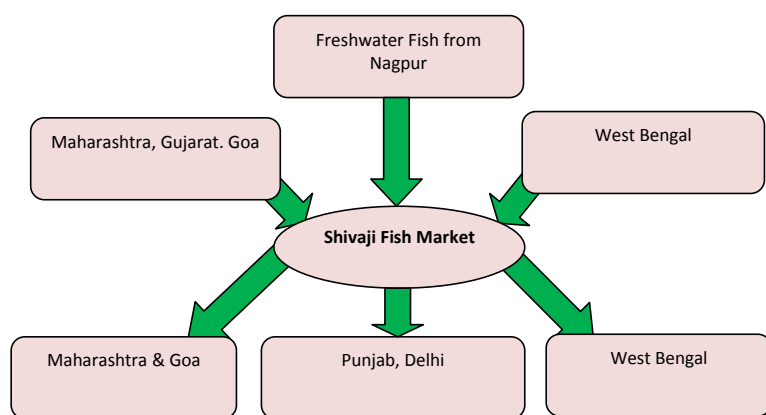 Freshwater Fish from
Nagpur
Maharashtra, Gujarat. Goa
West Bengal
Shivaji Fish Market
Maharashtra & Goa
Punjab, Delhi
West Bengal